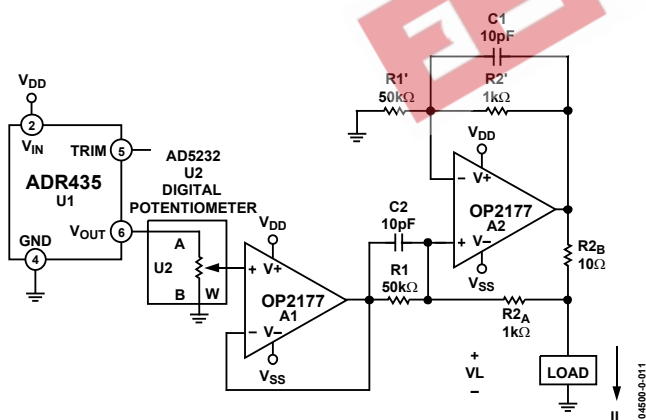 C1
10pF
R1'
50kΩ
R2'
1kΩ
VDD
2
VIN
TRIM
5
ADR435
U1
VOUT
6
GND
4
AD5232
U2
DIGITAL
POTENTIOMETER
A
U2
B
W
VDD
+
V+
OP2177
A1
–
V–
VSS
C2
10pF
R1
50kΩ
VDD
–
V+
OP2177
A2
+
V–
VSS
R2B
10Ω
R2A
1kΩ
+
VL
–
LOAD
IL
04500-0-011